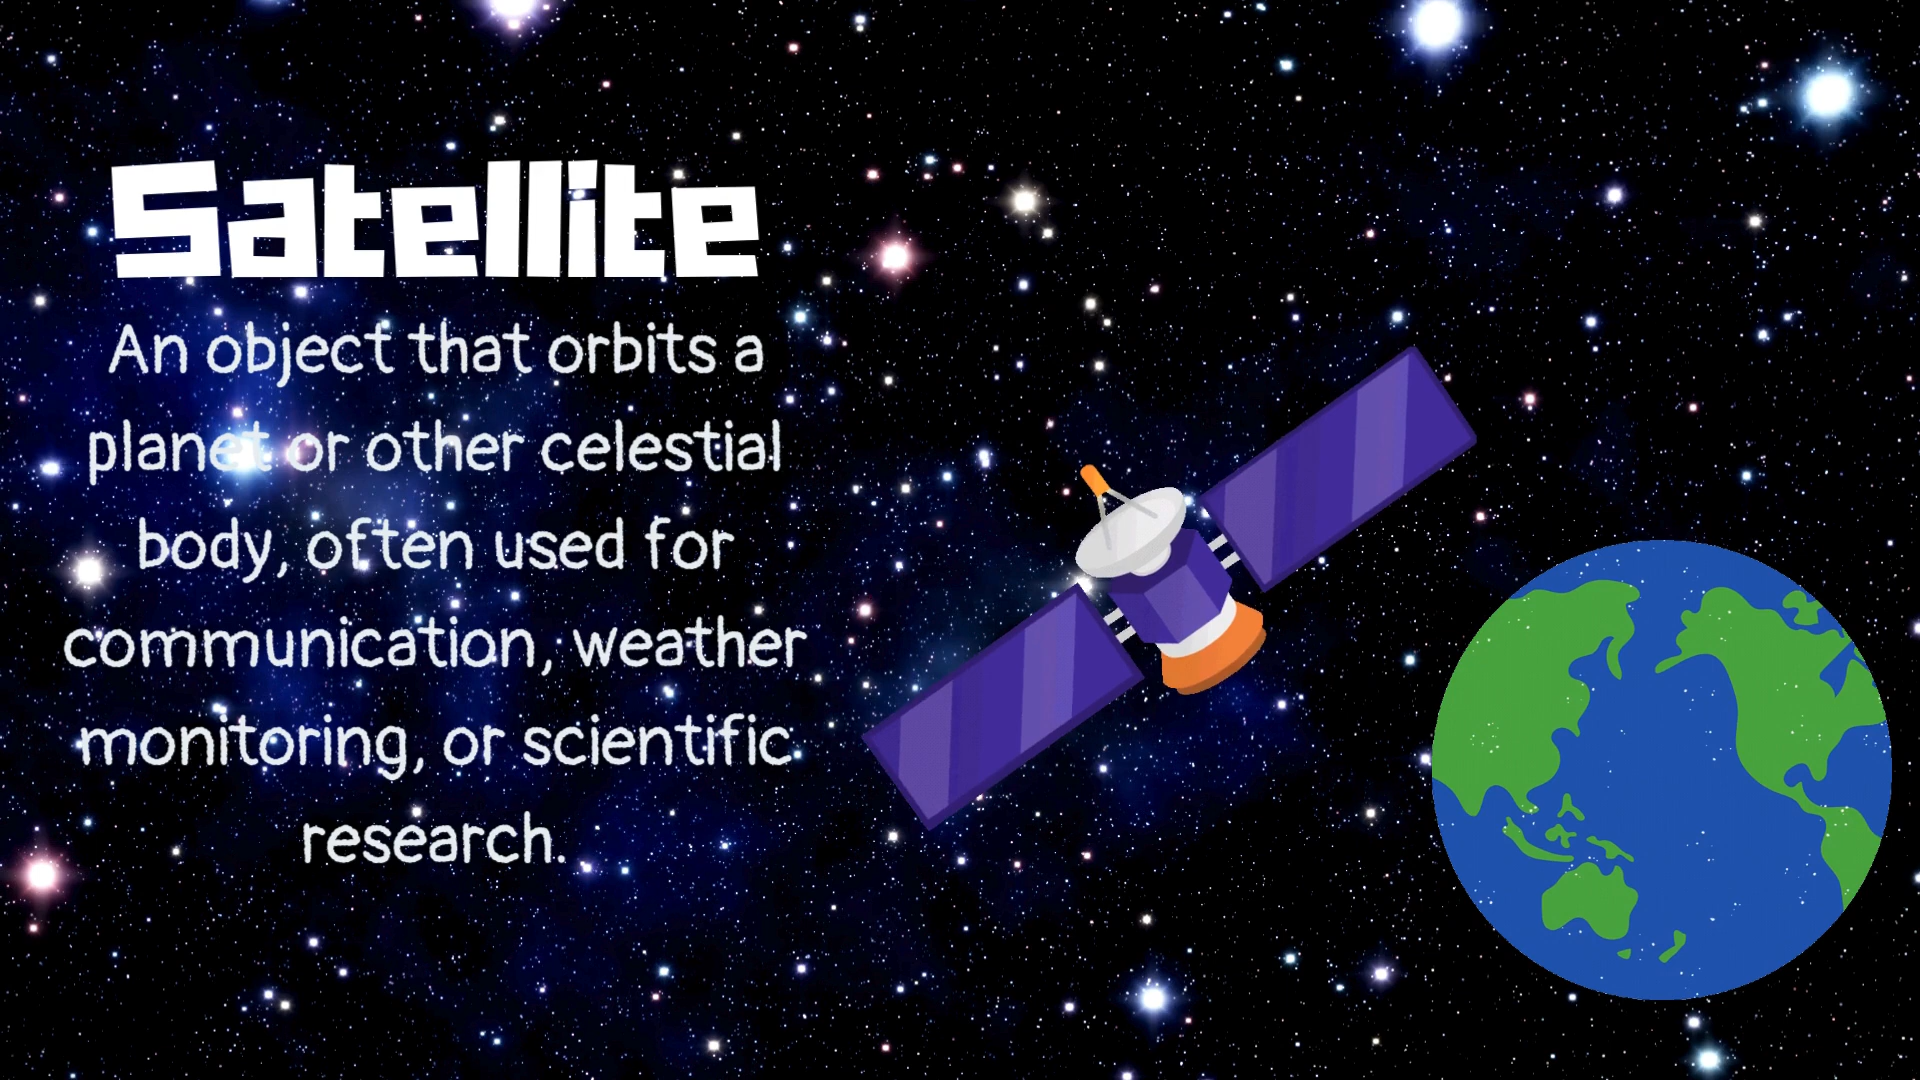 Satellite
An object that orbits a
planet or other celestial
body, often used for
communication, weather
monitoring, or scientific
research.